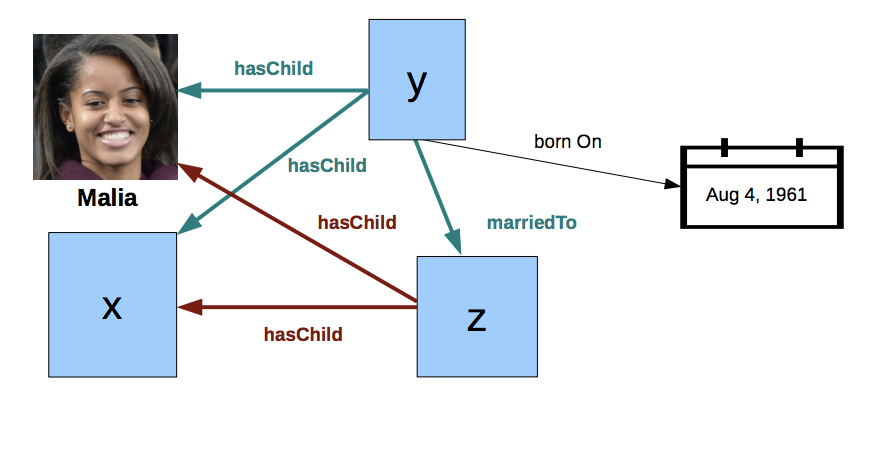 hasChild
y
hasChild
born On
Malia
Aug 4, 1961
hasChild
marriedTo
x
z
hasChild